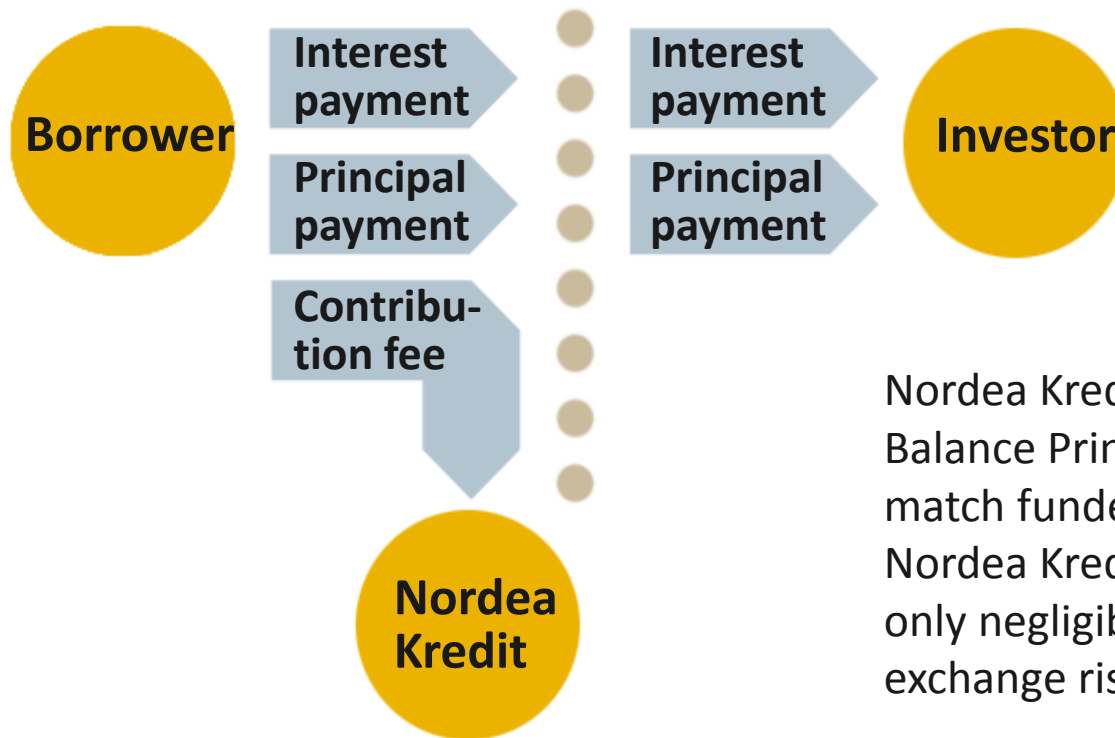 Borrower
Interest
payment
Interest
payment
Investor
Principal
payment
Principal
payment
Contribu-
tion fee
Nordea
Kredit
Nordea
Balance
match
Nordea
only
exchange